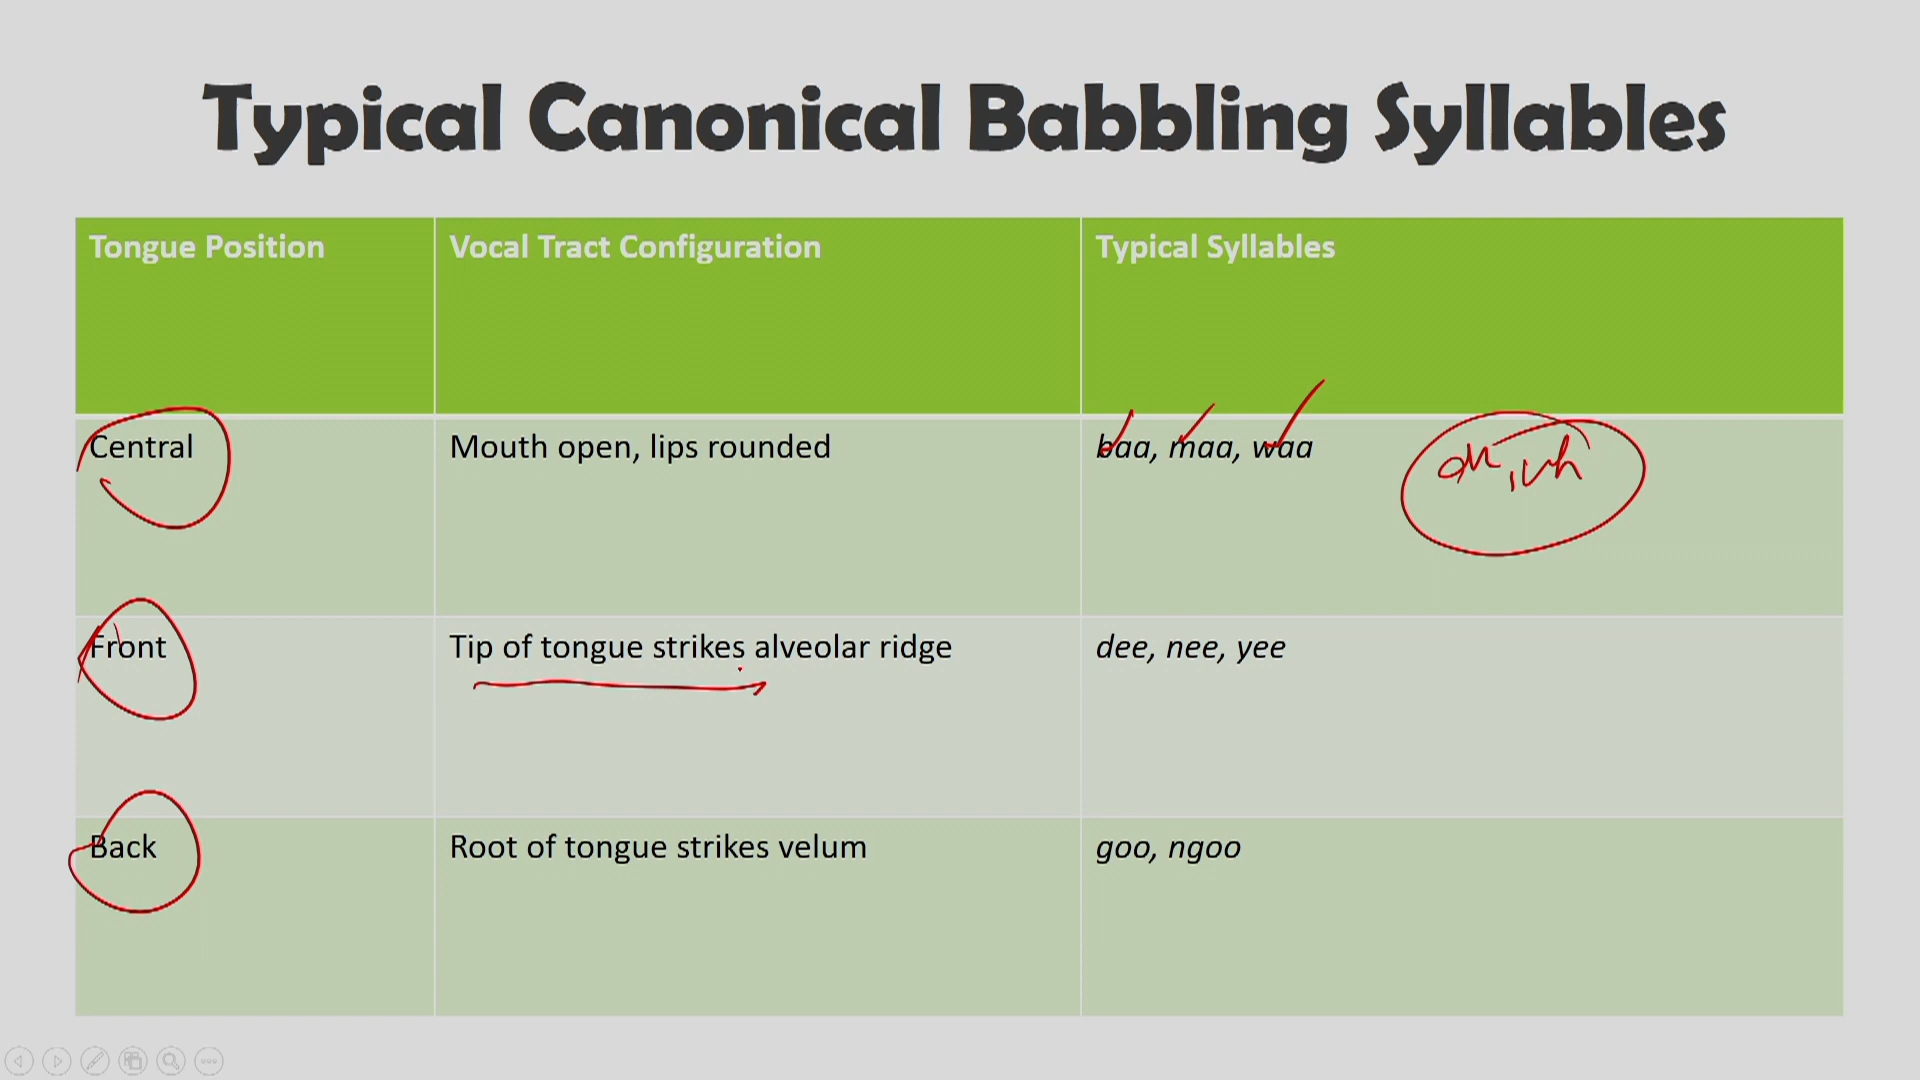 Typical Canonical Babbling Syllables
Tongue Position Vocal Tract Configuration Typical Syllables
Central Mouth open, lips rounded baa, maa, waa
Front Tip of tongue strikes alveolar ridge dee, nee, yee
Back Root of tongue strikes velum goo, ngoo